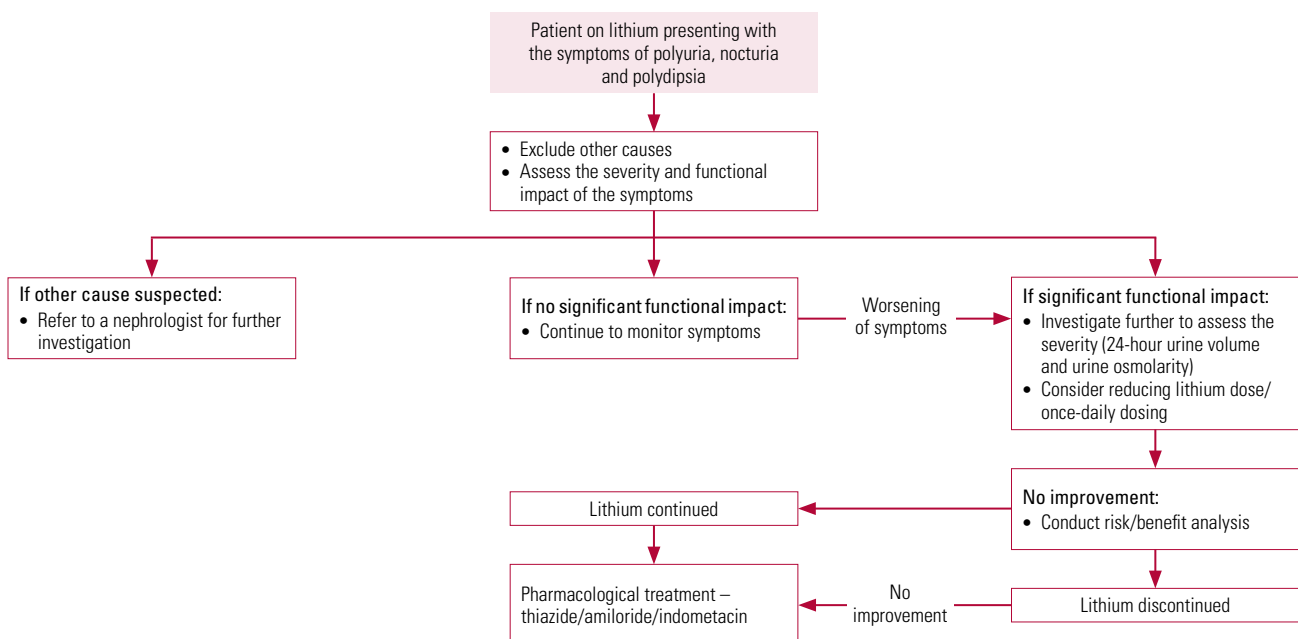 Patient on lithium presenting with
the symptoms of polyuria, nocturia
and polydipsia
• Exclude other causes
• Assess the severity and functional
impact of the symptoms
If other cause suspected:
• Refer to a nephrologist for further
investigation
If no significant functional impact:
• Continue to monitor symptoms
Worsening
of symptoms
If significant functional impact:
• Investigate further to assess the
severity (24-hour urine volume
and urine osmolarity)
• Consider reducing lithium dose/
once-daily dosing
No improvement:
• Conduct risk/benefit analysis
Lithium continued
Pharmacological treatment –
thiazide/amiloride/indometacin
No
improvement
Lithium discontinued